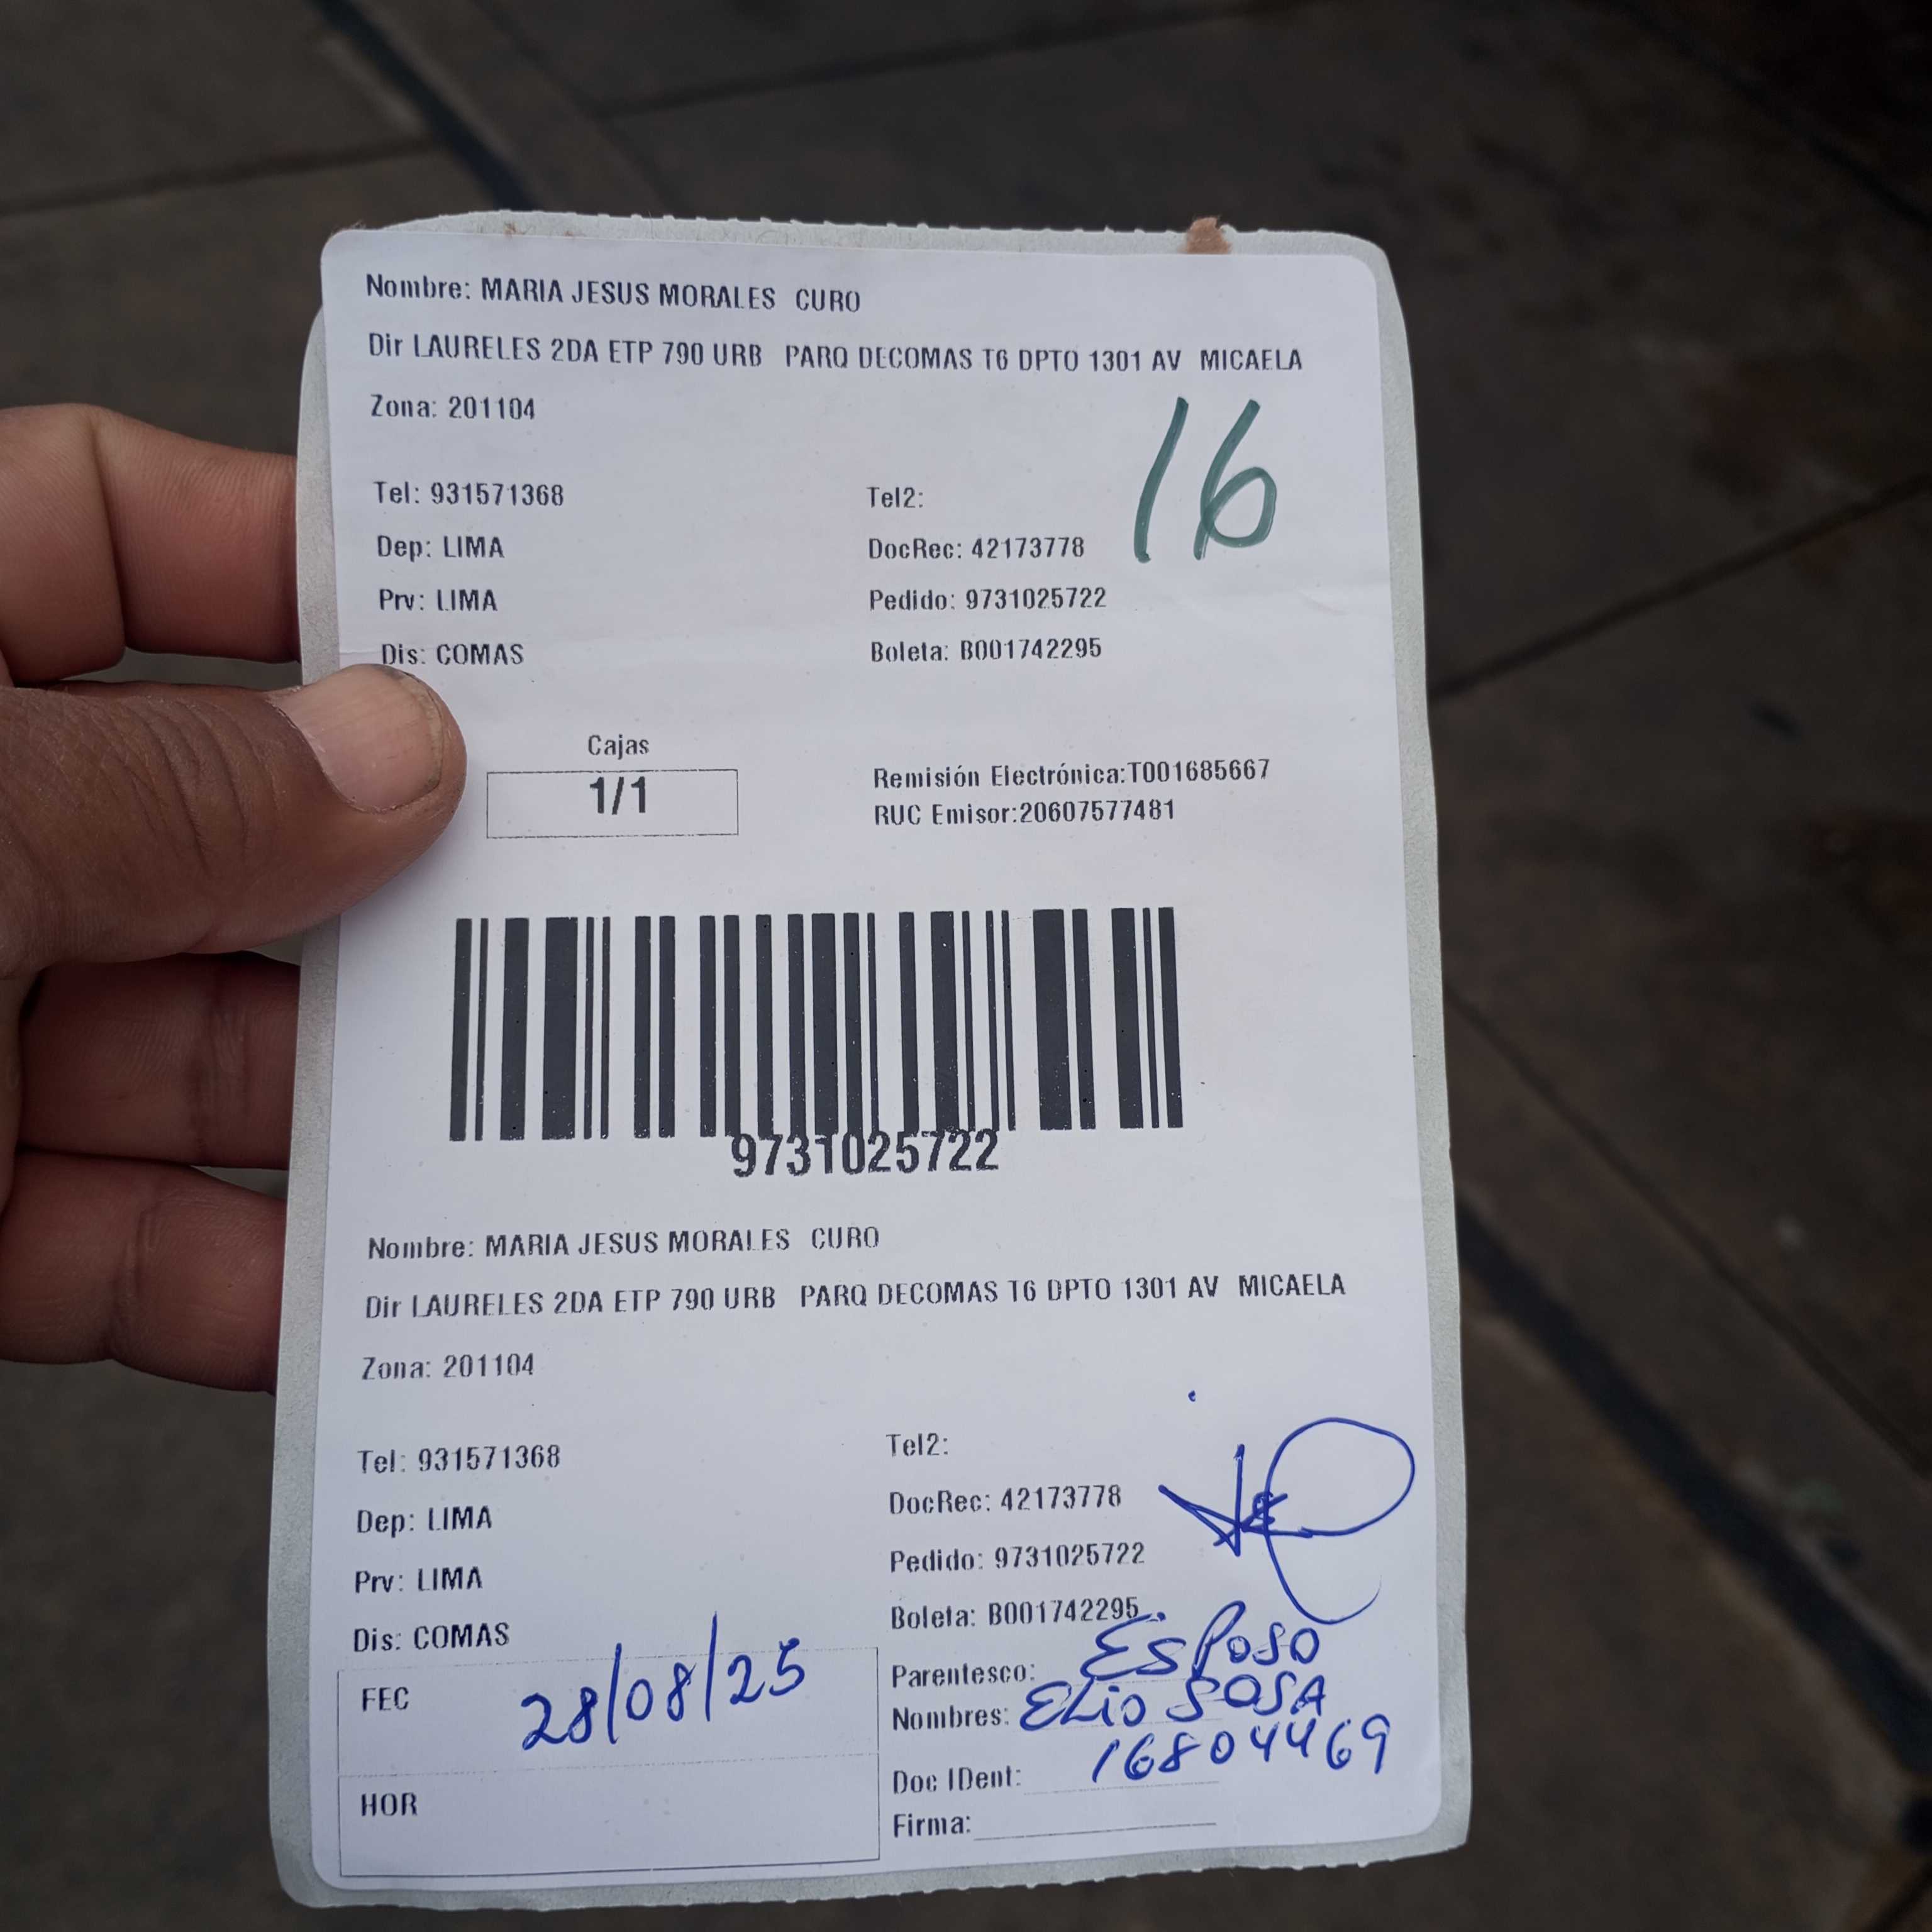 Nombre: MARIA JESUS MORALES CURO
Dir LAURELES 2DA ETP 790 URB PARQ DECOMAS T6 DPTO 1301 AV MICAELA
Zona: 201104
16
Tel: 931571368
Tel2:
Dep: LIMA
DocRec: 42173778
Prv: LIMA
Pedido: 9731025722
Dis: COMAS
Boleta: B001742295
Cajas
1/1
Remisión Electrónica:T001685667
RUC Emisor:20607577481
9731025722
Nombre: MARIA JESUS MORALES CURO
Dir LAURELES 2DA ETP 790 URB PARQ DECOMAS T6 DPTO 1301 AV MICAELA
Zona: 201104
Tel: 931571368
Tel2:
Dep: LIMA
DocRec: 42173778
Prv: LIMA
Pedido: 9731025722
Dis: COMAS
Boleta: B001742295
FEC 28/08/25
Parentesco: ESPOSO
Nombres: ELIO SOSA
Doc IDent: 16804469
HOR
Firma: